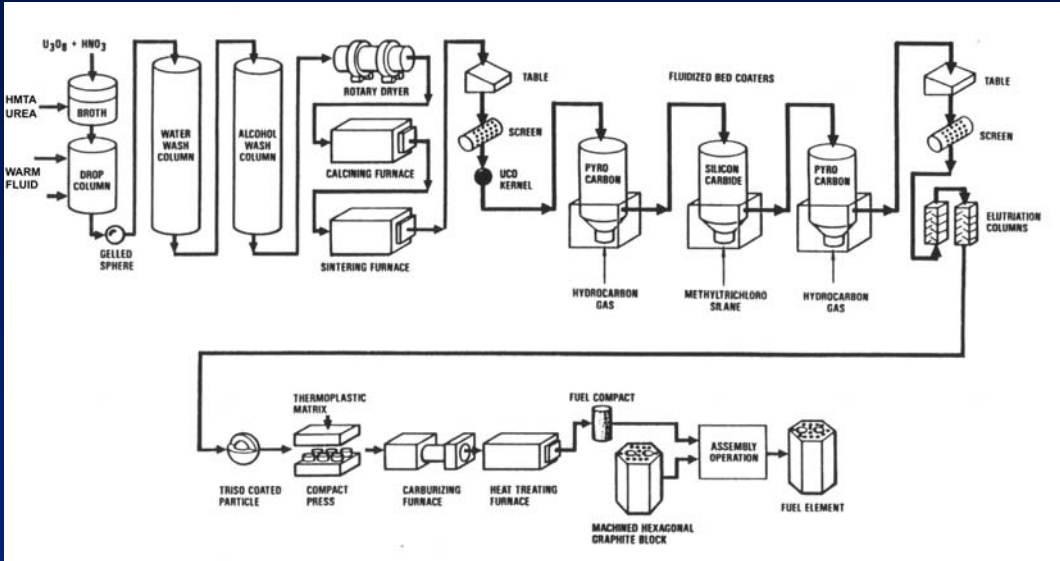 U3O8 + HNO3
HMTA
UREA
BROTH
WARM
FLUID
DROP
COLUMN
GELLED
SPHERE
WATER
WASH
COLUMN
ALCOHOL
WASH
COLUMN
ROTARY DRYER
CALCINING FURNACE
SINTERING FURNACE
TABLE
SCREEN
UCO
KERNEL
FLUIDIZED BED COATERS
PYRO
CARBON
HYDROCARBON
GAS
SILICON
CARBIDE
METHYLTRICHLORO
SILANE
PYRO
CARBON
HYDROCARBON
GAS
TABLE
SCREEN
ELUTRIATION
COLUMNS
TRISO COATED
PARTICLE
THERMOPLASTIC
MATRIX
COMPACT
PRESS
CARBURIZING
FURNACE
HEAT TREATING
FURNACE
FUEL COMPACT
MACHINED HEXAGONAL
GRAPHITE BLOCK
ASSEMBLY
OPERATION
FUEL ELEMENT